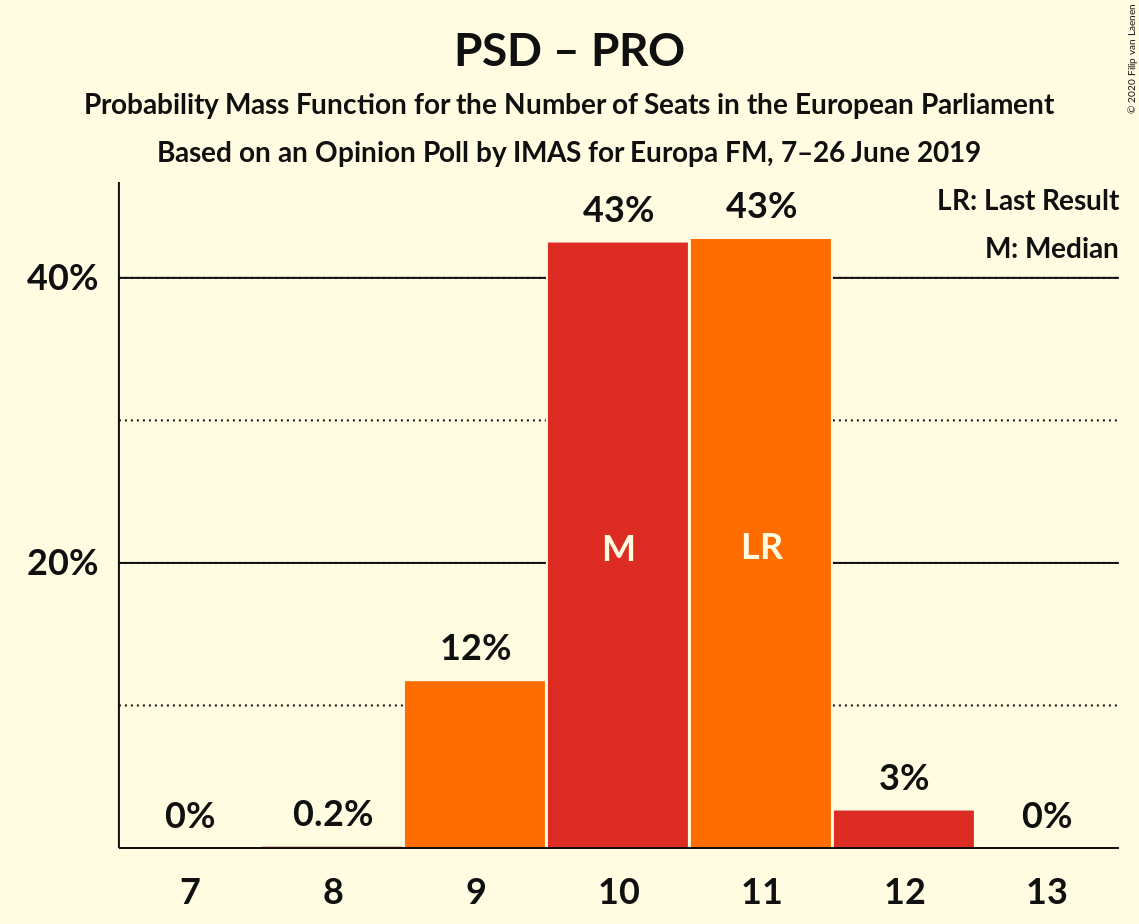 PSD – PRO
Probability Mass Function for the Number of Seats in the European Parliament
Based on an Opinion Poll by IMAS for Europa FM, 7–26 June 2019
© 2020 Filip van Laenen
LR: Last Result
M: Median
40%
20%
0%
0.2%
12%
43%
43%
3%
0%
M
LR
7
8
9
10
11
12
13